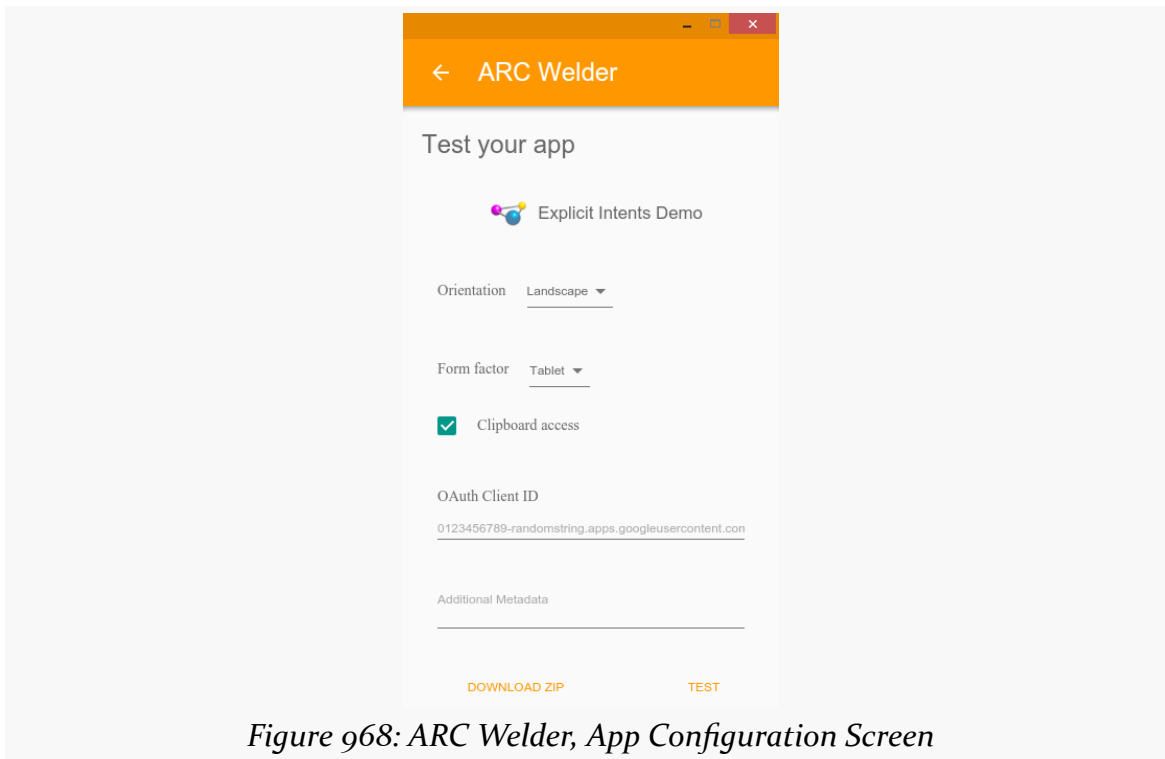 ARC Welder
Test your app
Explicit Intents Demo
Orientation Landscape
Form factor Tablet
Clipboard access
OAuth Client ID
0123456789-randomstring.apps.googleusercontent.con
Additional Metadata
DOWNLOAD ZIP TEST
Figure 968: ARC Welder, App Configuration Screen